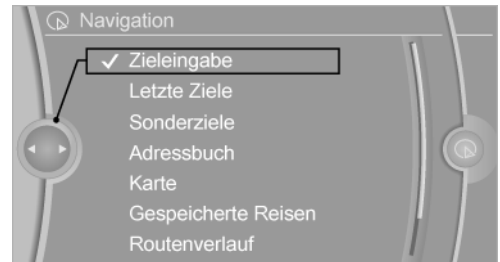 Navigation
Zieleingabe
Letzte Ziele
Sonderziele
Adressbuch
Karte
Gespeicherte Reisen
Routenverlauf